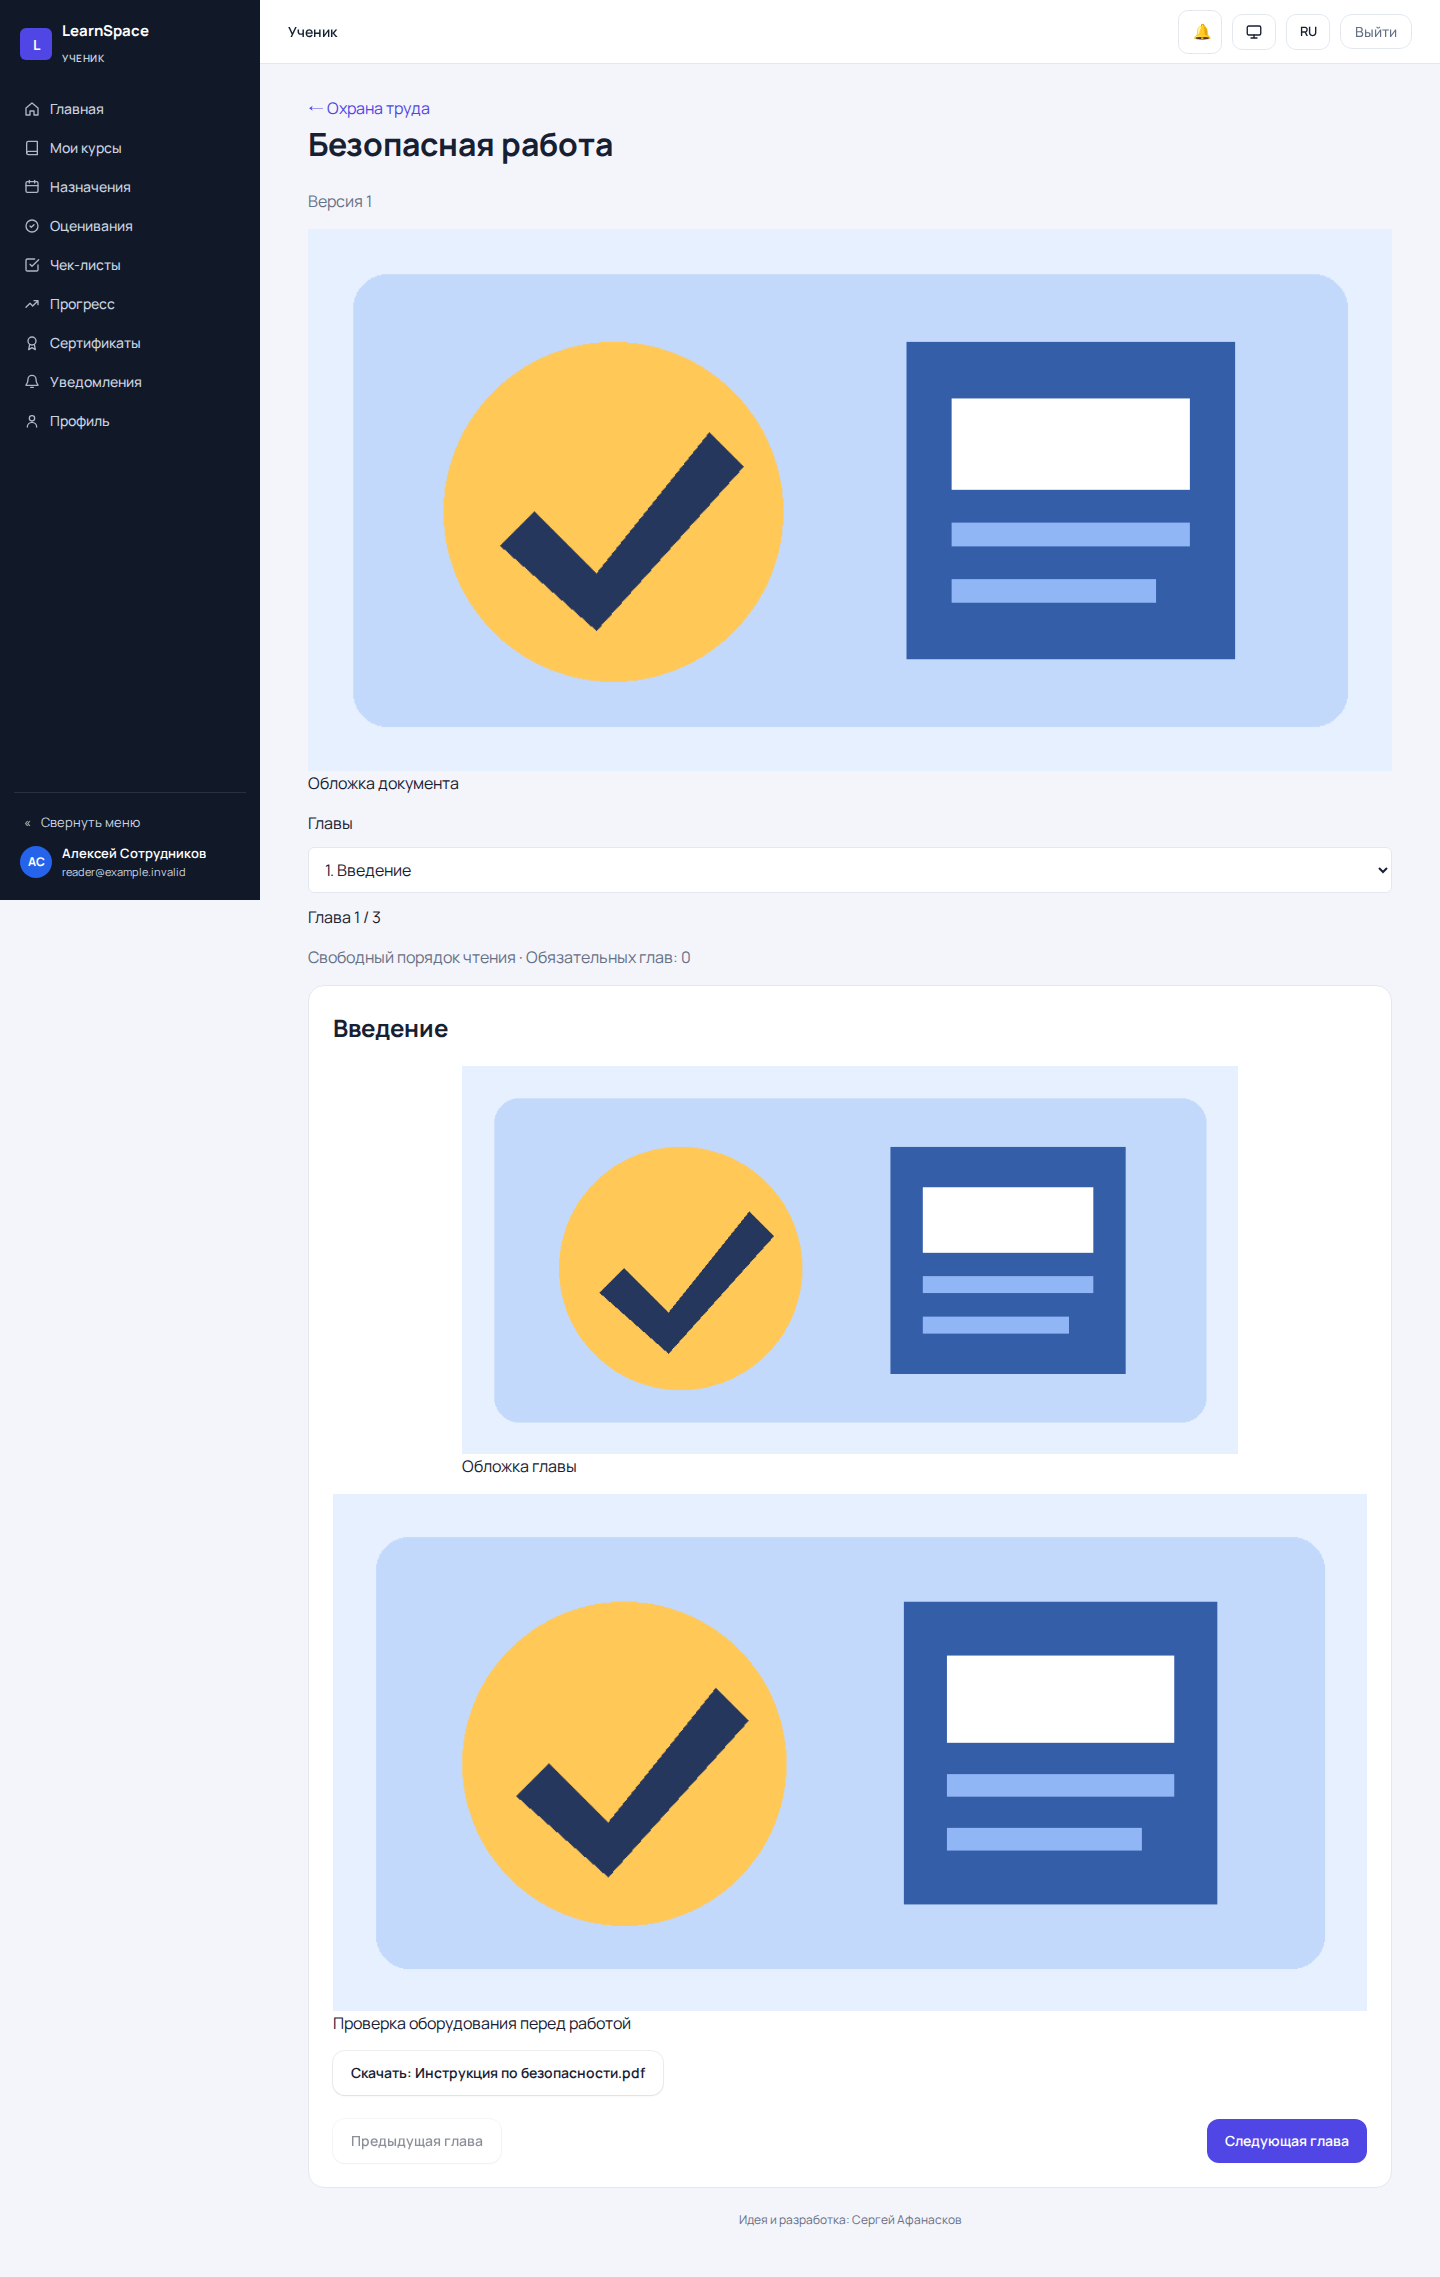 L
LearnSpace
УЧЕНИК
Главная
Мои курсы
Назначения
Оценивания
Чек-листы
Прогресс
Сертификаты
Уведомления
Профиль
« Свернуть меню
АС
Алексей Сотрудников
reader@example.invalid
Ученик
RU
Выйти
← Охрана труда
Безопасная работа
Версия 1
Обложка документа
Главы
1. Введение
Глава 1 / 3
Свободный порядок чтения · Обязательных глав: 0
Введение
Обложка главы
Проверка оборудования перед работой
Скачать: Инструкция по безопасности.pdf
Предыдущая глава
Следующая глава
Идея и разработка: Сергей Афанасков